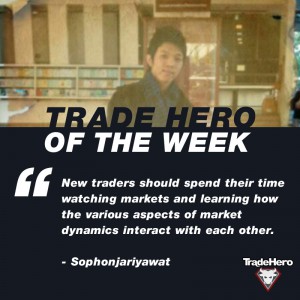 TRADE HERO
OF THE WEEK
“
New traders should spend their time
watching markets and learning how
the various aspects of market
dynamics interact with each other.
- Sophonjariyawat
TradeHero